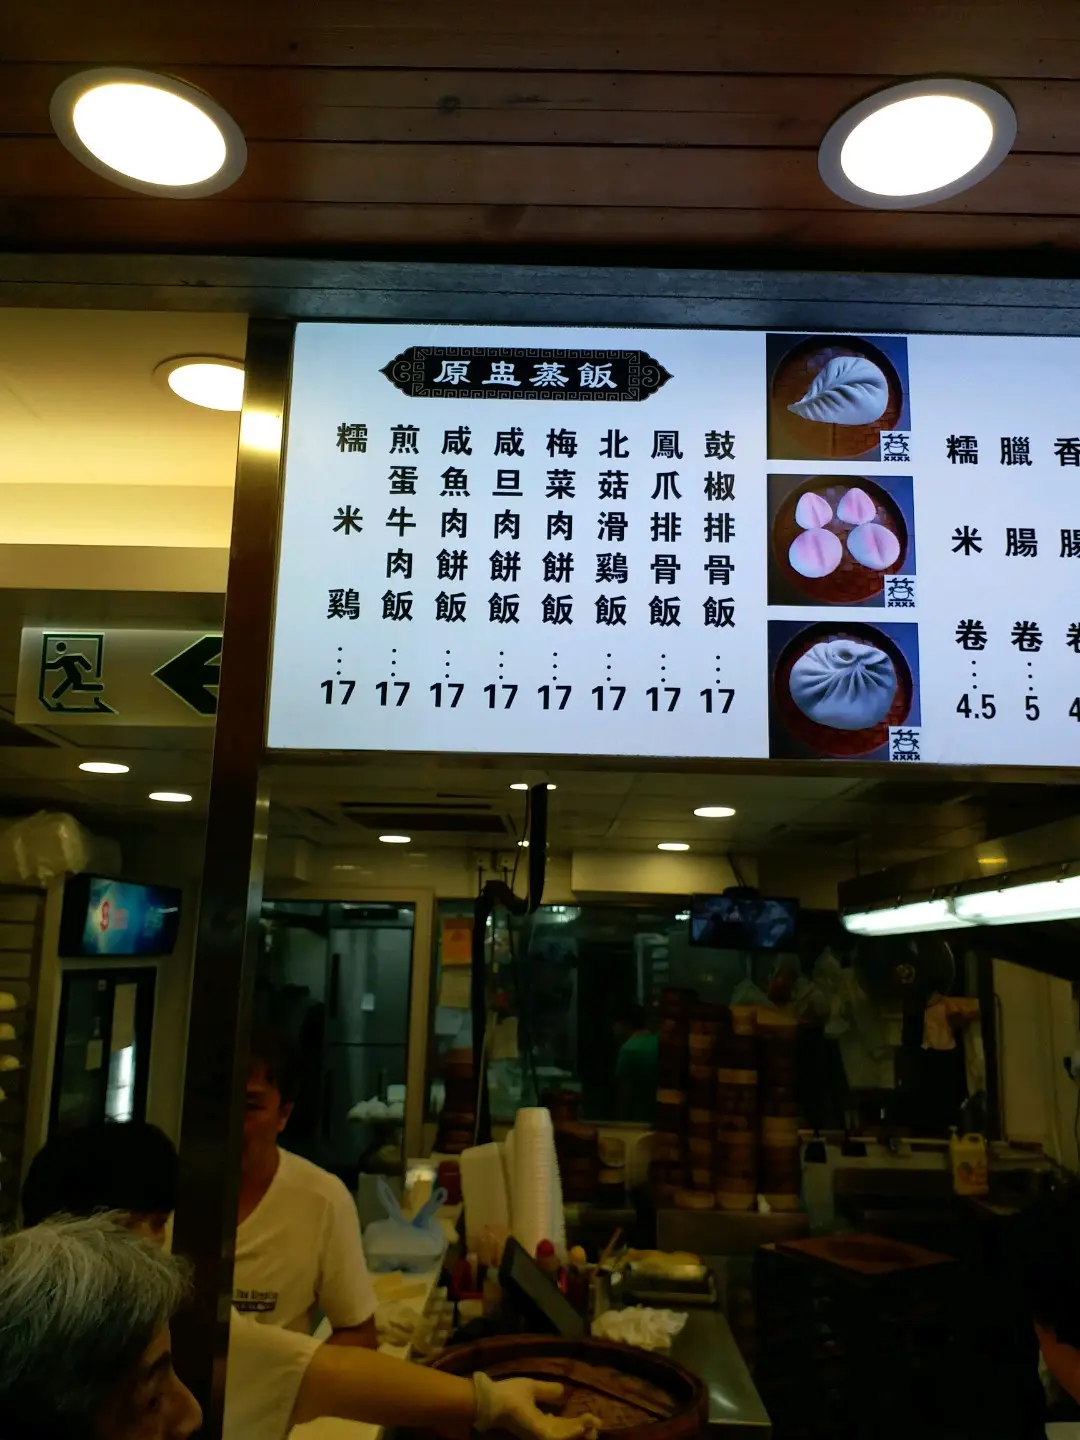 原盅蒸飯
鼓椒排骨飯⋮17
鳳爪排骨飯⋮17
北菇滑鷄飯⋮17
梅菜肉餅飯⋮17
咸旦肉餅飯⋮17
咸魚肉餅飯⋮17
煎蛋牛肉飯⋮17
糯米鷄⋮17
臘腸卷⋮5
糯米卷⋮4.5